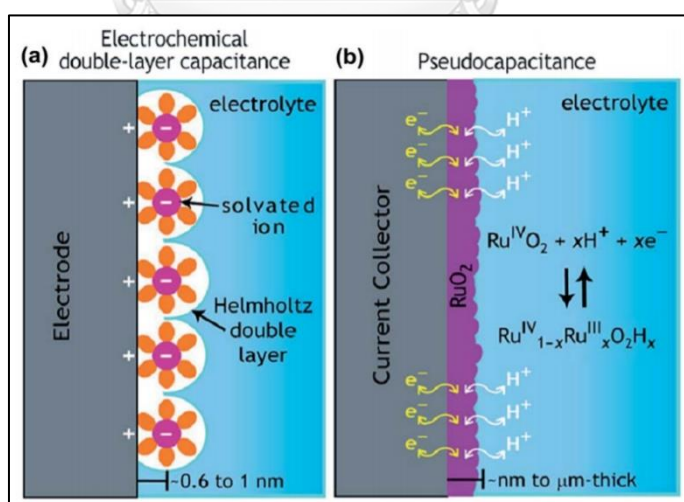 (a) Electrochemical
double-layer capacitance
electrolyte
+
−
+
−
solvated
ion
+
−
Helmholtz
double
layer
+
−
+
−
Electrode
~0.6 to 1 nm
(b) Pseudocapacitance
electrolyte
e⁻ H⁺
e⁻ H⁺
e⁻ H⁺
RuᴵⱽO₂ + xH⁺ + xe⁻
Ruᴵⱽ₁₋ₓRuᴵᴵᴵₓO₂Hₓ
RuO₂
Current Collector
e⁻ H⁺
e⁻ H⁺
e⁻ H⁺
~nm to μm-thick